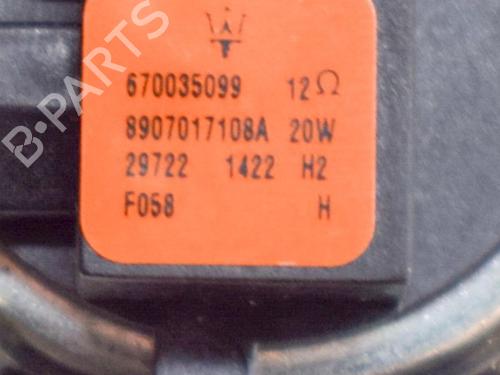 670035099 12Ω
8907017108A 20W
29722 1422 H2
F058 H
B-PARTS